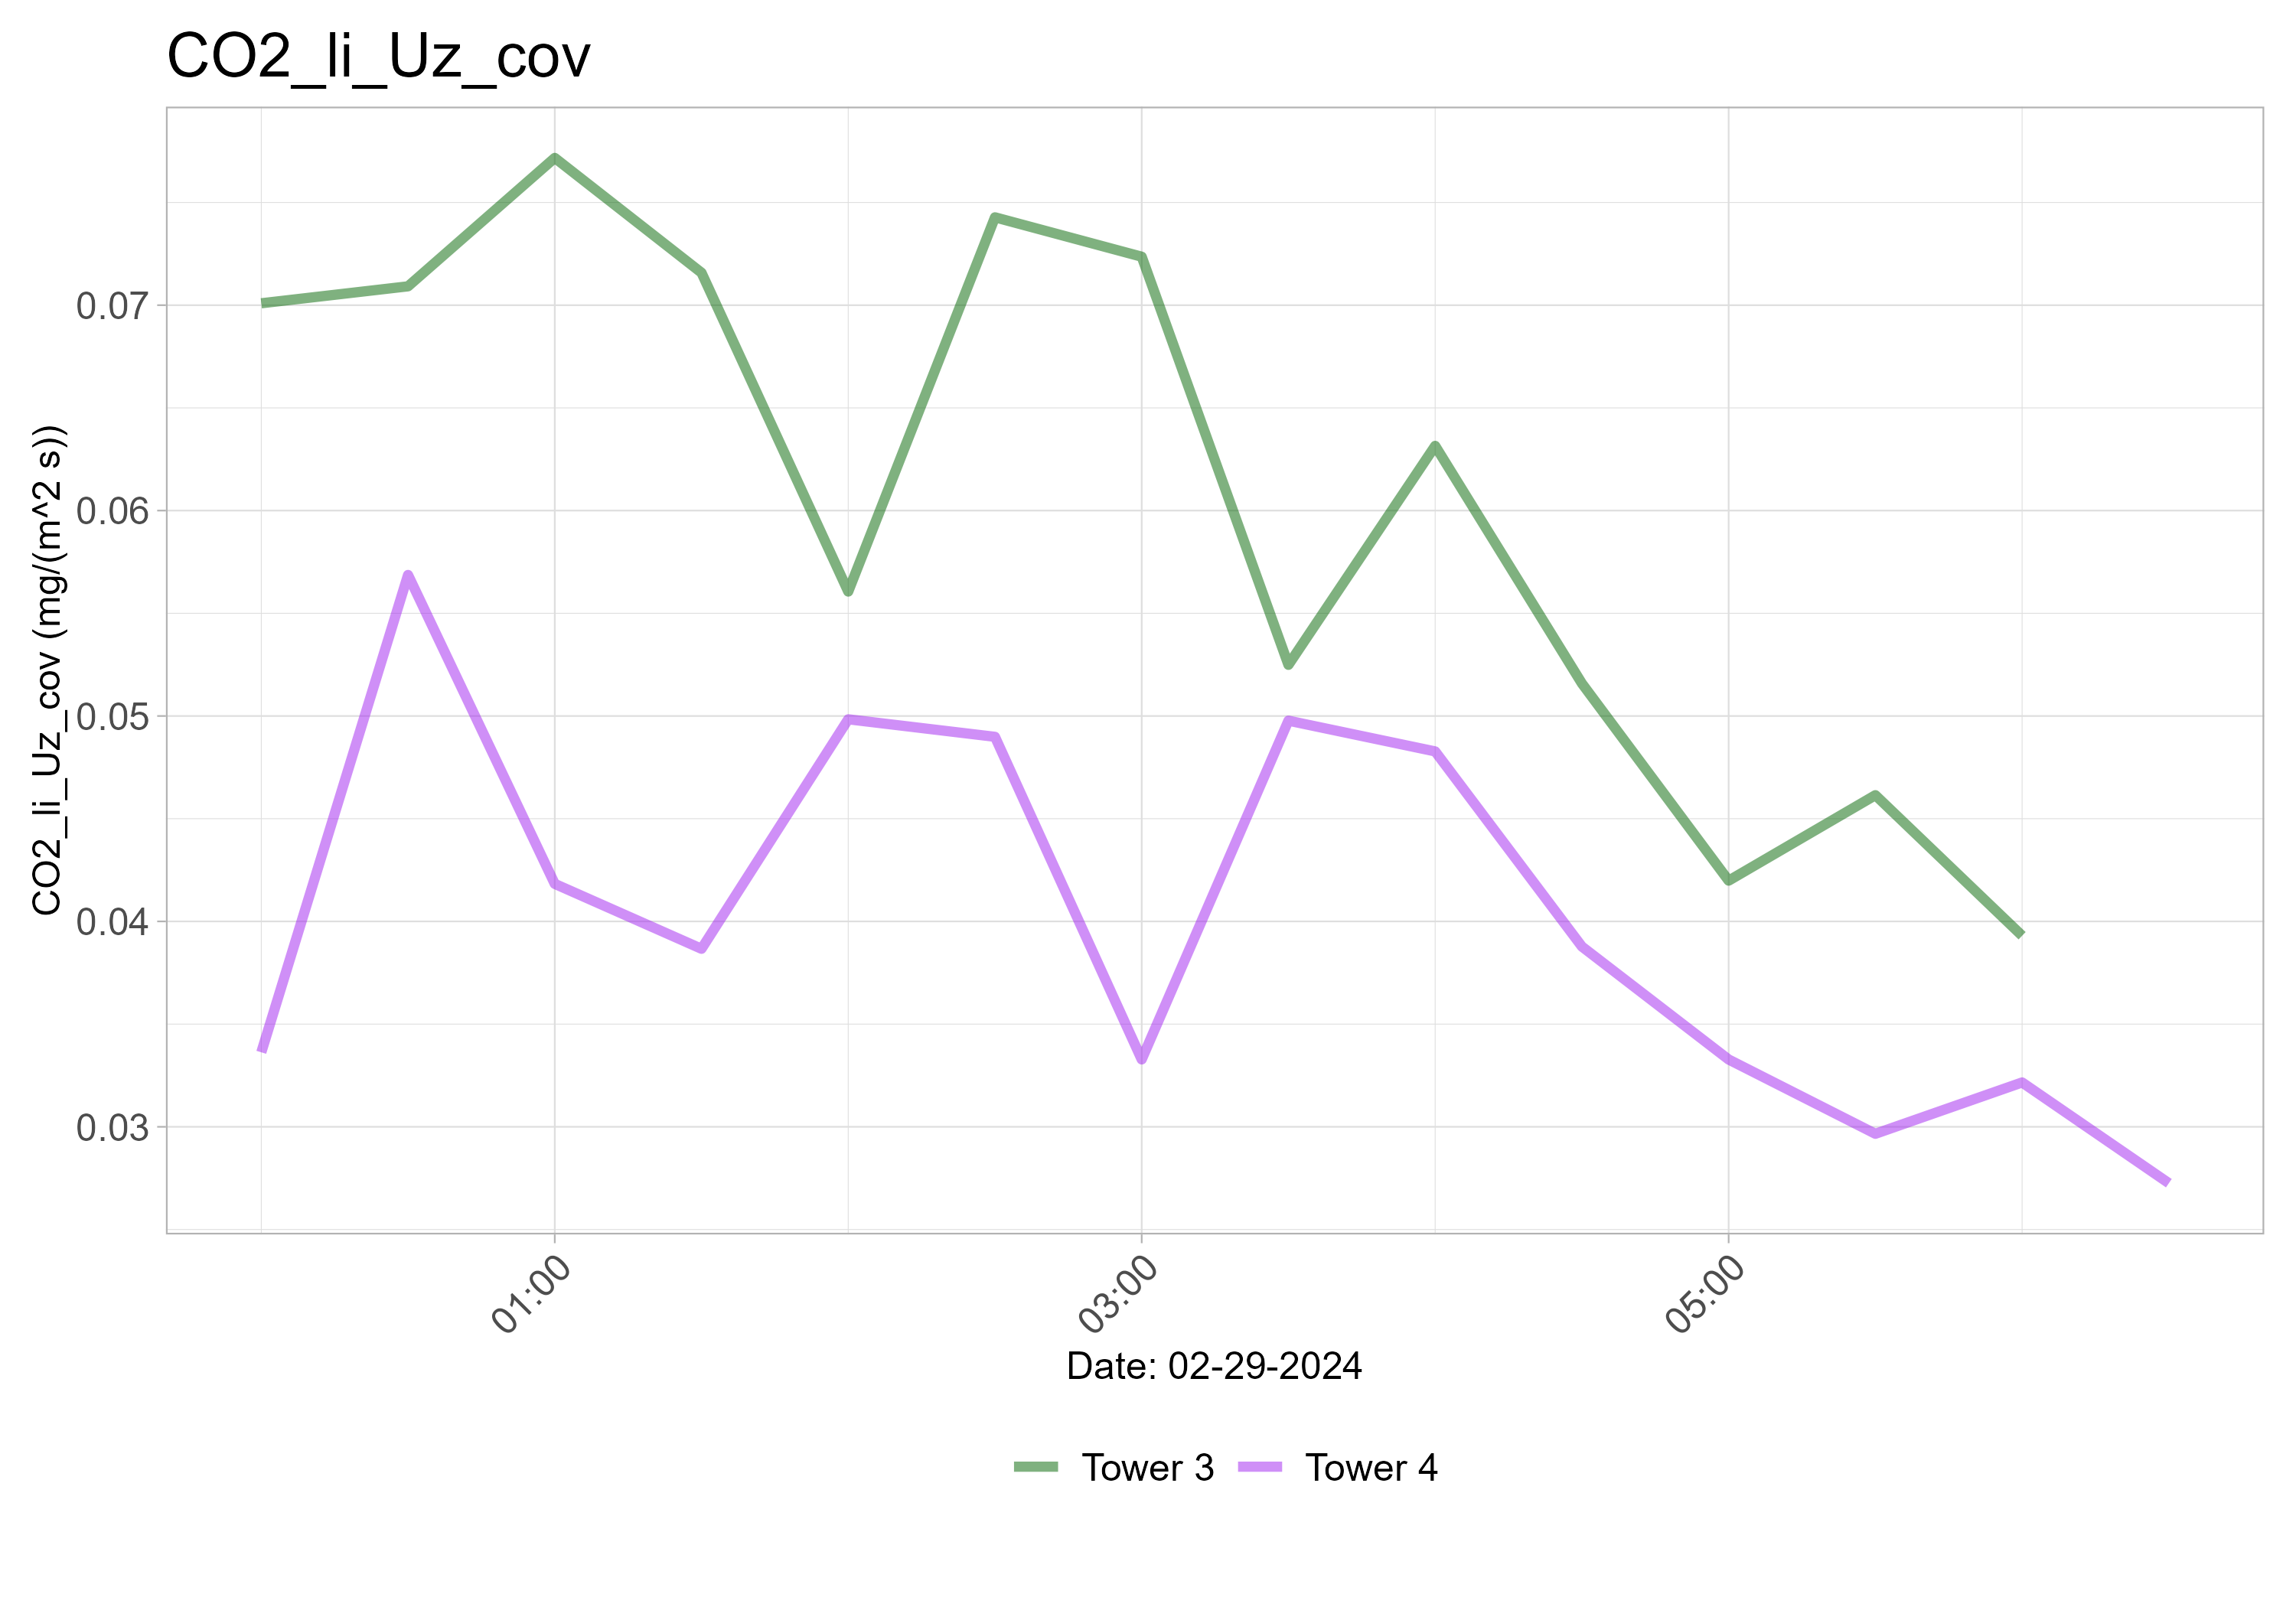 CO2_li_Uz_cov
CO2_li_Uz_cov (mg/(m^2 s))
0.07
0.06
0.05
0.04
0.03
01:00
03:00
05:00
Date: 02-29-2024
Tower 3
Tower 4